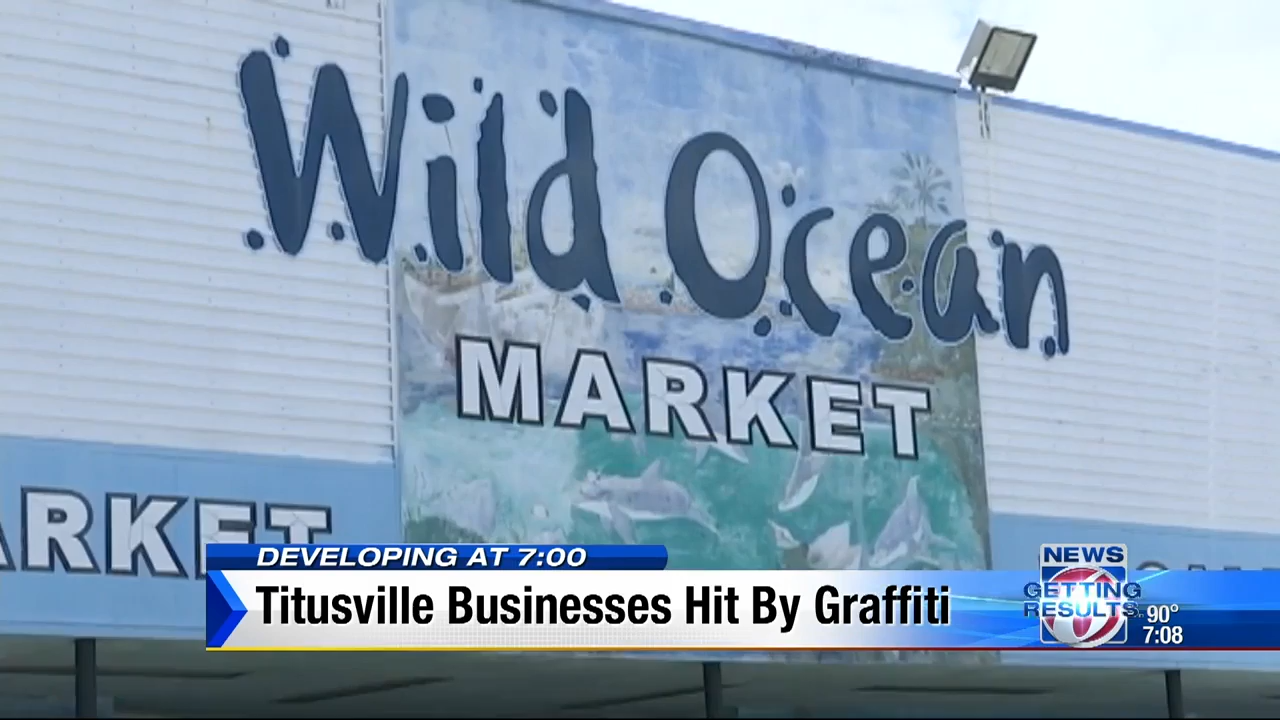 Wild Ocean
MARKET
ARKET
DEVELOPING AT 7:00
Titusville Businesses Hit By Graffiti
NEWS
GETTING
RESULTS
90°
7:08